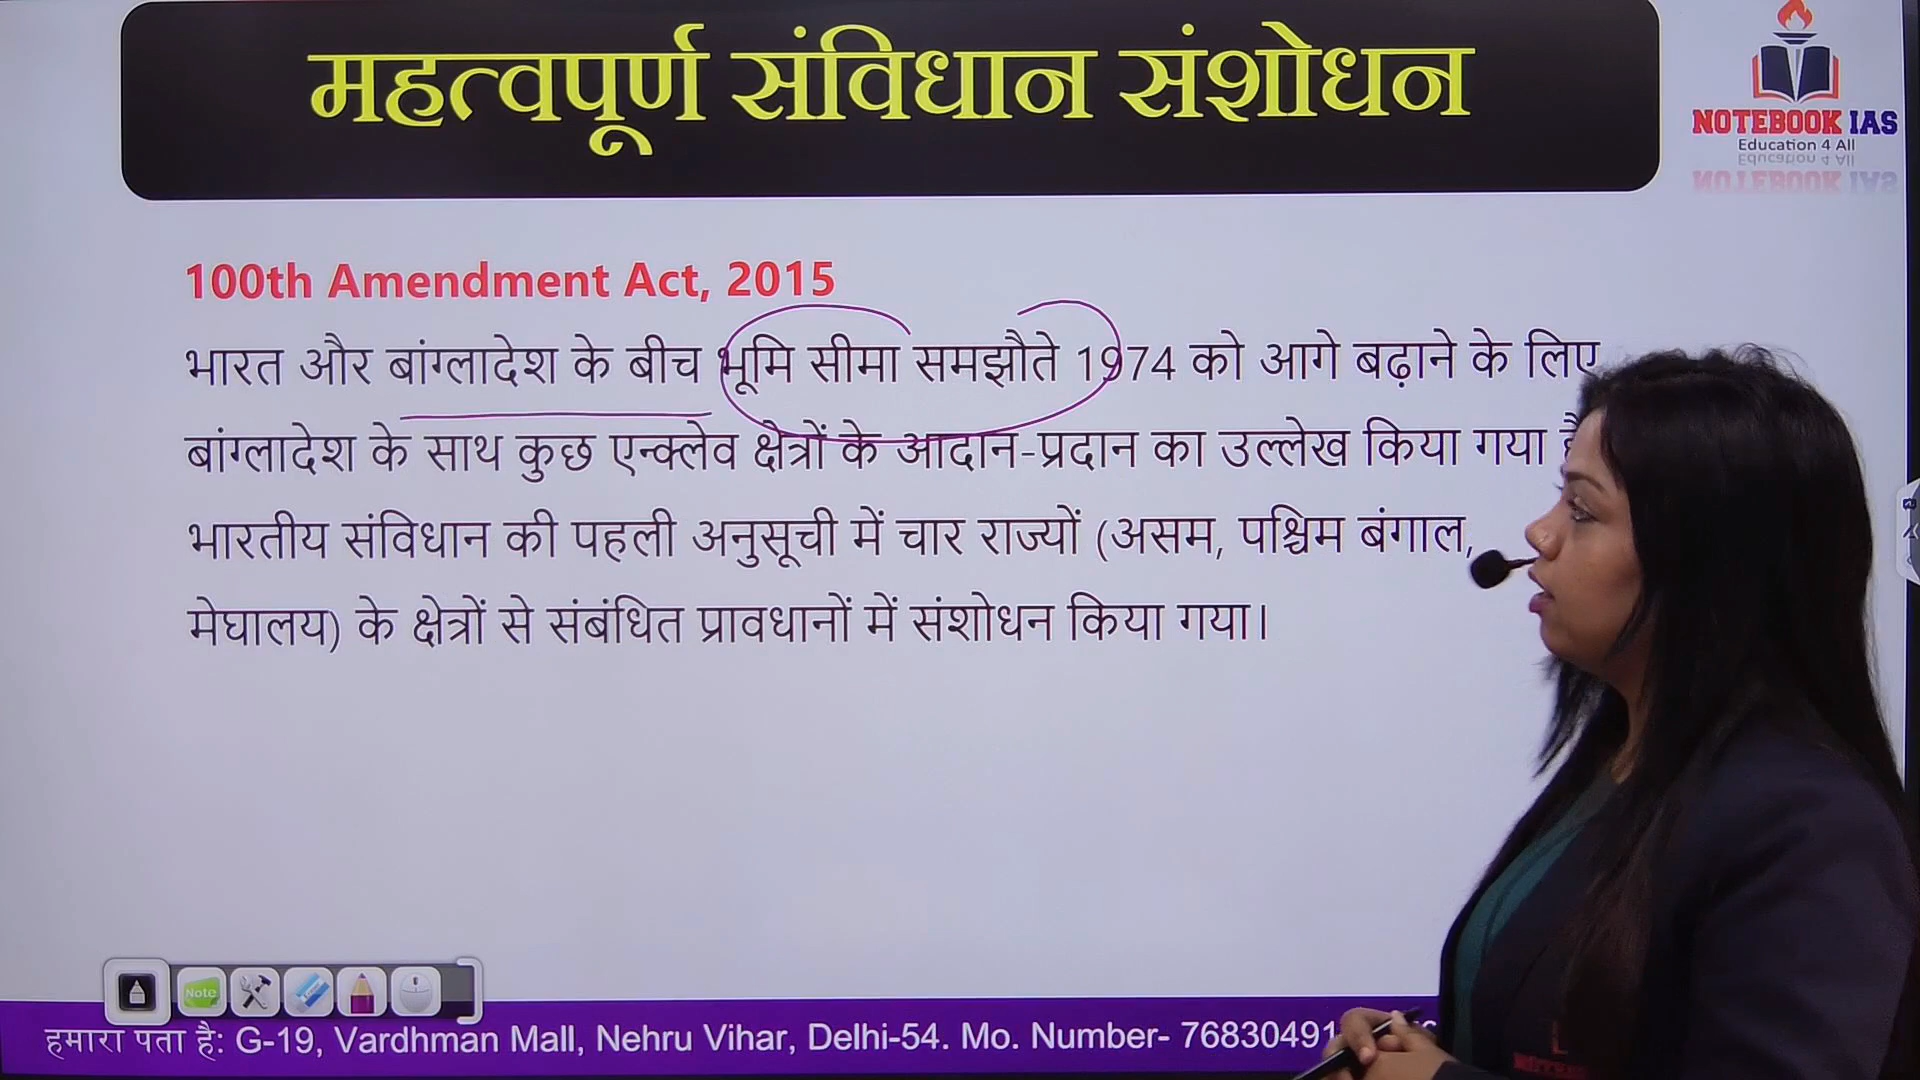 महत्वपूर्ण संविधान संशोधन
NOTEBOOK IAS
Education 4 All
100th Amendment Act, 2015
भारत और बांग्लादेश के बीच भूमि सीमा समझौते 1974 को आगे बढ़ाने के लिए
बांग्लादेश के साथ कुछ एन्क्लेव क्षेत्रों के आदान-प्रदान का उल्लेख किया गया
भारतीय संविधान की पहली अनुसूची में चार राज्यों (असम, पश्चिम बंगाल,
मेघालय) के क्षेत्रों से संबंधित प्रावधानों में संशोधन किया गया।
Note
हमारा पता है: G-19, Vardhman Mall, Nehru Vihar, Delhi-54. Mo. Number- 76830491